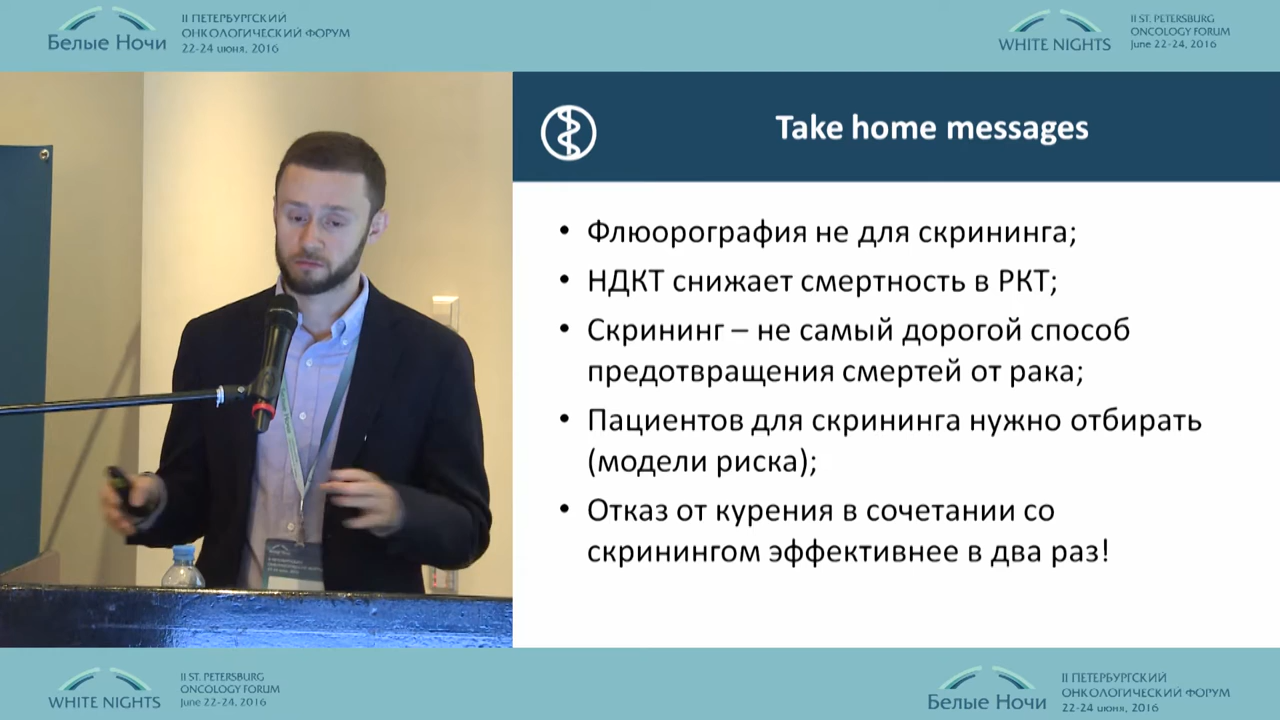 Белые Ночи
II ПЕТЕРБУРГСКИЙ
ОНКОЛОГИЧЕСКИЙ ФОРУМ
22-24 июня, 2016
WHITE NIGHTS
II ST. PETERSBURG
ONCOLOGY FORUM
June 22-24, 2016
Take home messages
• Флюорография не для скрининга;
• НДКТ снижает смертность в РКТ;
• Скрининг – не самый дорогой способ
предотвращения смертей от рака;
• Пациентов для скрининга нужно отбирать
(модели риска);
• Отказ от курения в сочетании со
скринингом эффективнее в два раз!
WHITE NIGHTS
II ST. PETERSBURG
ONCOLOGY FORUM
June 22-24, 2016
Белые Ночи
II ПЕТЕРБУРГСКИЙ
ОНКОЛОГИЧЕСКИЙ ФОРУМ
22-24 июня, 2016